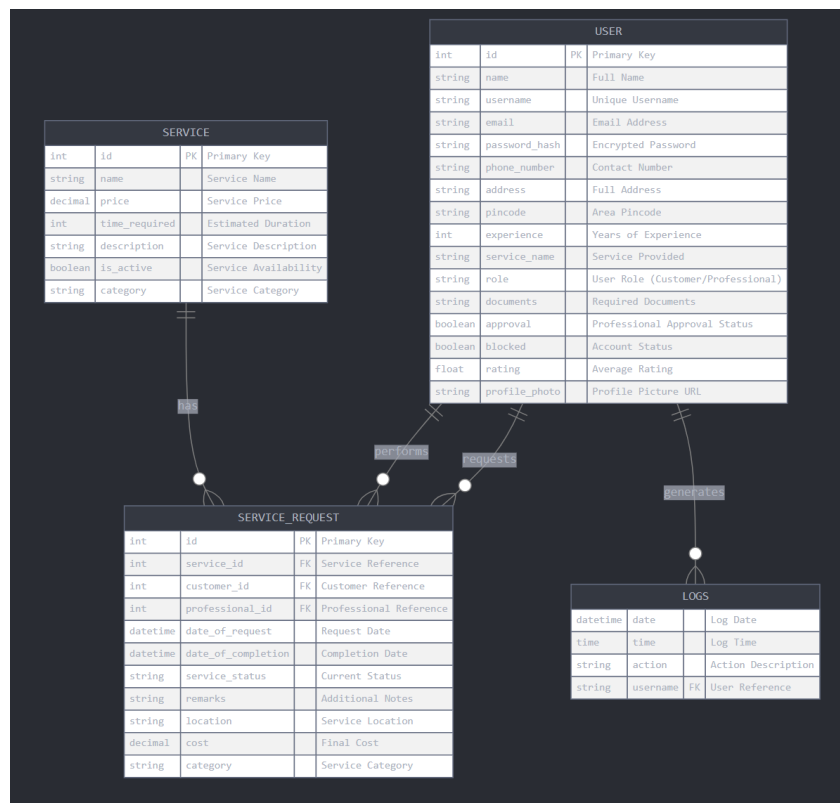 USER
int id PK Primary Key
string name Full Name
string username Unique Username
string email Email Address
string password_hash Encrypted Password
string phone_number Contact Number
string address Full Address
string pincode Area Pincode
int experience Years of Experience
string service_name Service Provided
string role User Role (Customer/Professional)
string documents Required Documents
boolean approval Professional Approval Status
boolean blocked Account Status
float rating Average Rating
string profile_photo Profile Picture URL
SERVICE
int id PK Primary Key
string name Service Name
decimal price Service Price
int time_required Estimated Duration
string description Service Description
boolean is_active Service Availability
string category Service Category
has
performs
requests
generates
SERVICE_REQUEST
int id PK Primary Key
int service_id FK Service Reference
int customer_id FK Customer Reference
int professional_id FK Professional Reference
datetime date_of_request Request Date
datetime date_of_completion Completion Date
string service_status Current Status
string remarks Additional Notes
string location Service Location
decimal cost Final Cost
string category Service Category
LOGS
datetime date Log Date
time time Log Time
string action Action Description
string username FK User Reference